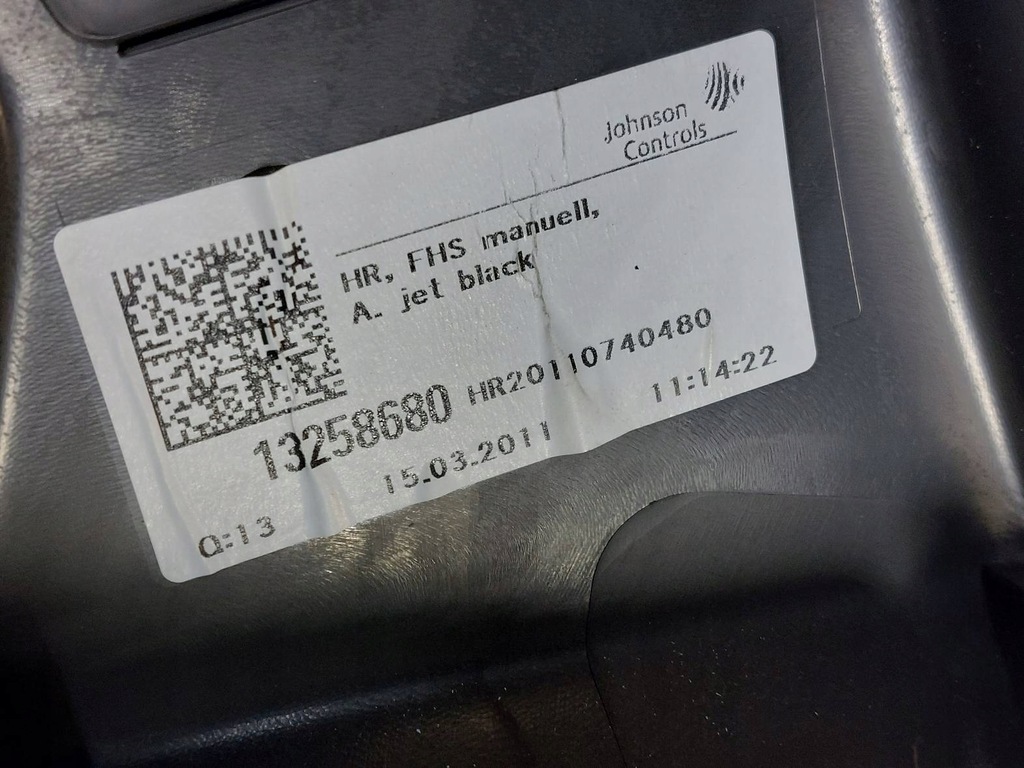 Johnson
Controls
HR, FHS manuell,
A. jet black
13258680 HR20110740480
15.03.2011 11:14:22
Q:13